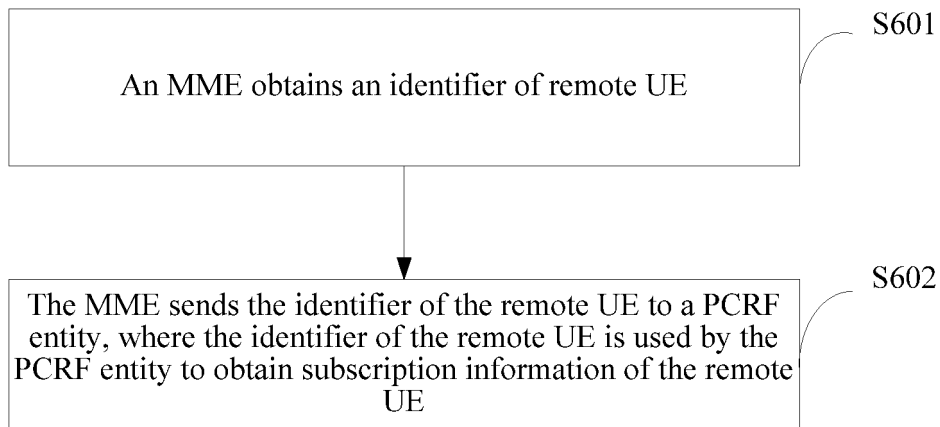 S601
An MME obtains an identifier of remote UE
S602
The MME sends the identifier of the remote UE to a PCRF
entity, where the identifier of the remote UE is used by the
PCRF entity to obtain subscription information of the remote
UE